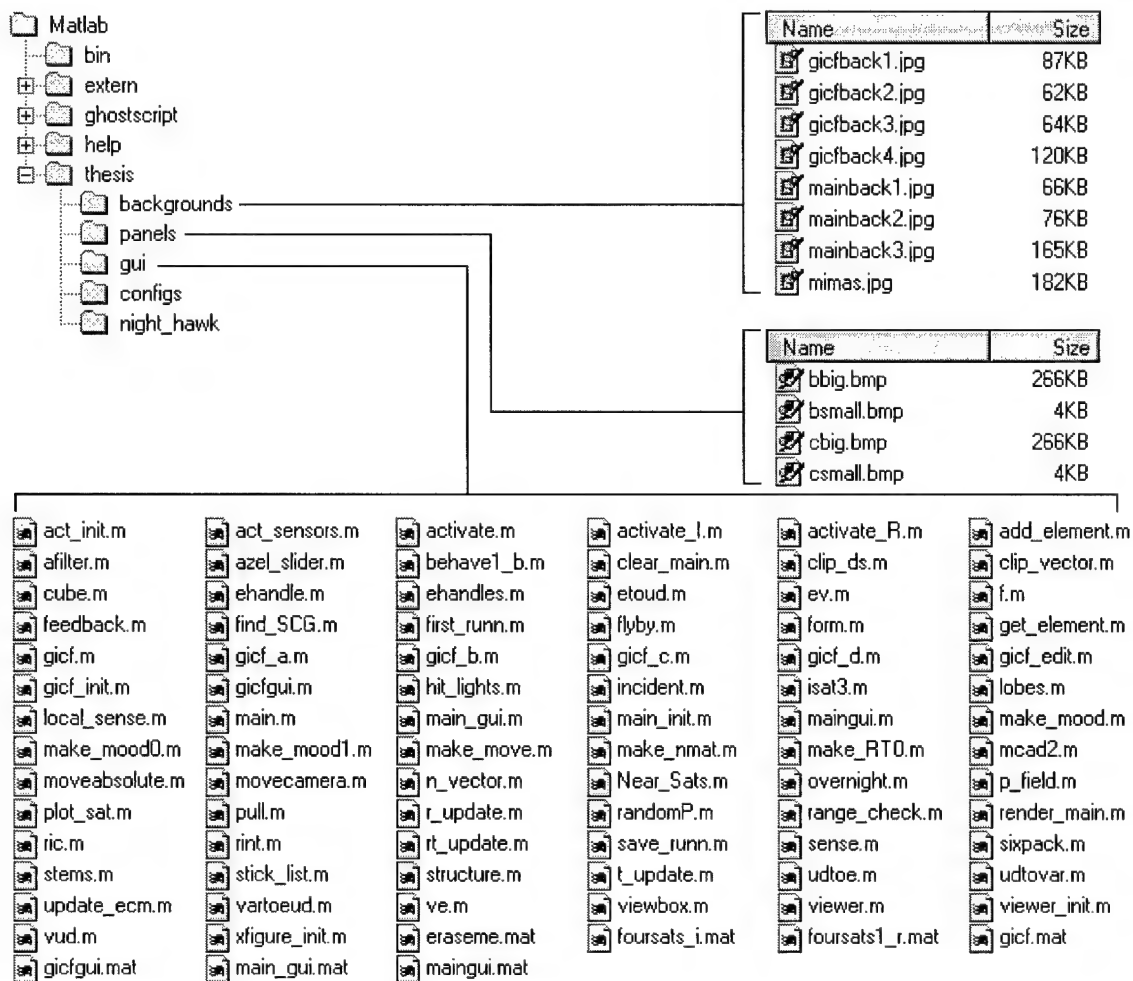 Matlab
bin
extern
ghostscript
help
thesis
backgrounds
panels
gui
configs
night_hawk
Name Size
gicfback1.jpg 87KB
gicfback2.jpg 62KB
gicfback3.jpg 64KB
gicfback4.jpg 120KB
mainback1.jpg 66KB
mainback2.jpg 76KB
mainback3.jpg 165KB
mimas.jpg 182KB
Name Size
bbig.bmp 266KB
bsmall.bmp 4KB
cbig.bmp 266KB
csmall.bmp 4KB
act_init.m act_sensors.m activate.m activate_I.m activate_R.m add_element.m
afilter.m azel_slider.m behave1_b.m clear_main.m clip_ds.m clip_vector.m
cube.m ehandle.m ehandles.m etoud.m ev.m f.m
feedback.m find_SCG.m first_runn.m flyby.m form.m get_element.m
gicf.m gicf_a.m gicf_b.m gicf_c.m gicf_d.m gicf_edit.m
gicf_init.m gicfgui.m hit_lights.m incident.m isat3.m lobes.m
local_sense.m main.m main_gui.m main_init.m maingui.m make_mood.m
make_mood0.m make_mood1.m make_move.m make_nmat.m make_RT0.m mcad2.m
moveabsolute.m movecamera.m n_vector.m Near_Sats.m overnight.m p_field.m
plot_sat.m pull.m r_update.m randomP.m range_check.m render_main.m
ric.m rint.m rt_update.m save_runn.m sense.m sixpack.m
stems.m stick_list.m structure.m t_update.m udtoe.m udtovar.m
update_ecm.m vartoeud.m ve.m viewbox.m viewer.m viewer_init.m
vud.m xfigure_init.m eraseme.mat foursats_i.mat foursats1_r.mat gicf.mat
gicfgui.mat main_gui.mat maingui.mat